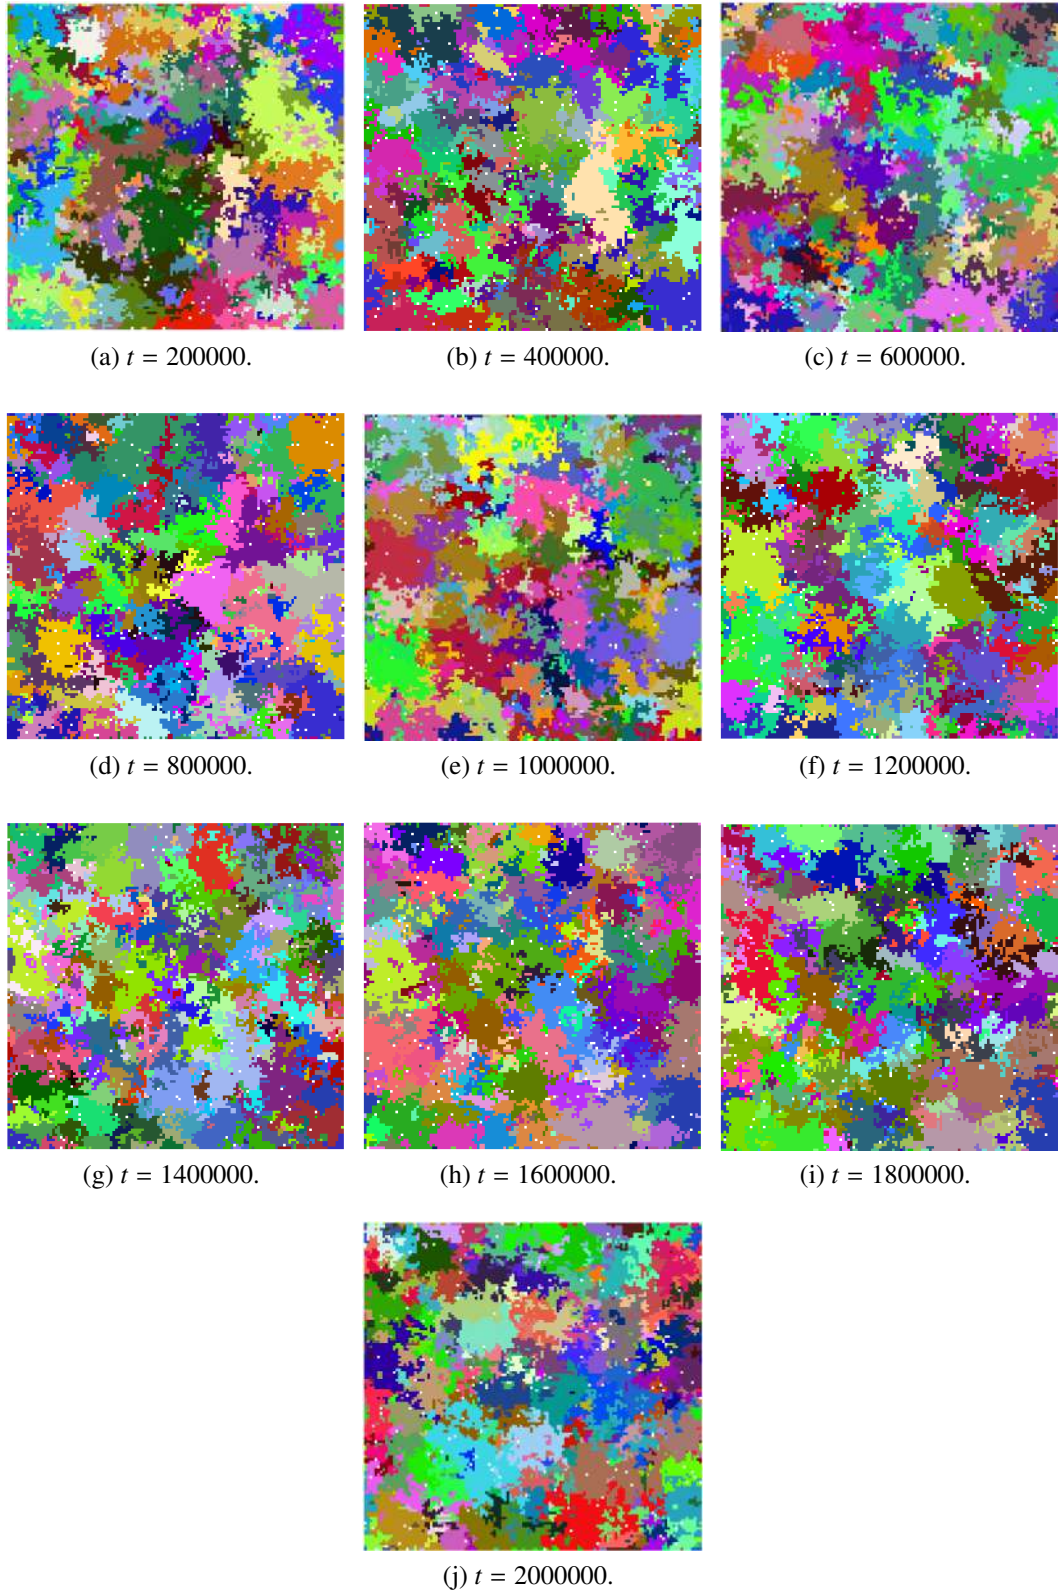 (a) t = 200000.
(b) t = 400000.
(c) t = 600000.
(d) t = 800000.
(e) t = 1000000.
(f) t = 1200000.
(g) t = 1400000.
(h) t = 1600000.
(i) t = 1800000.
(j) t = 2000000.